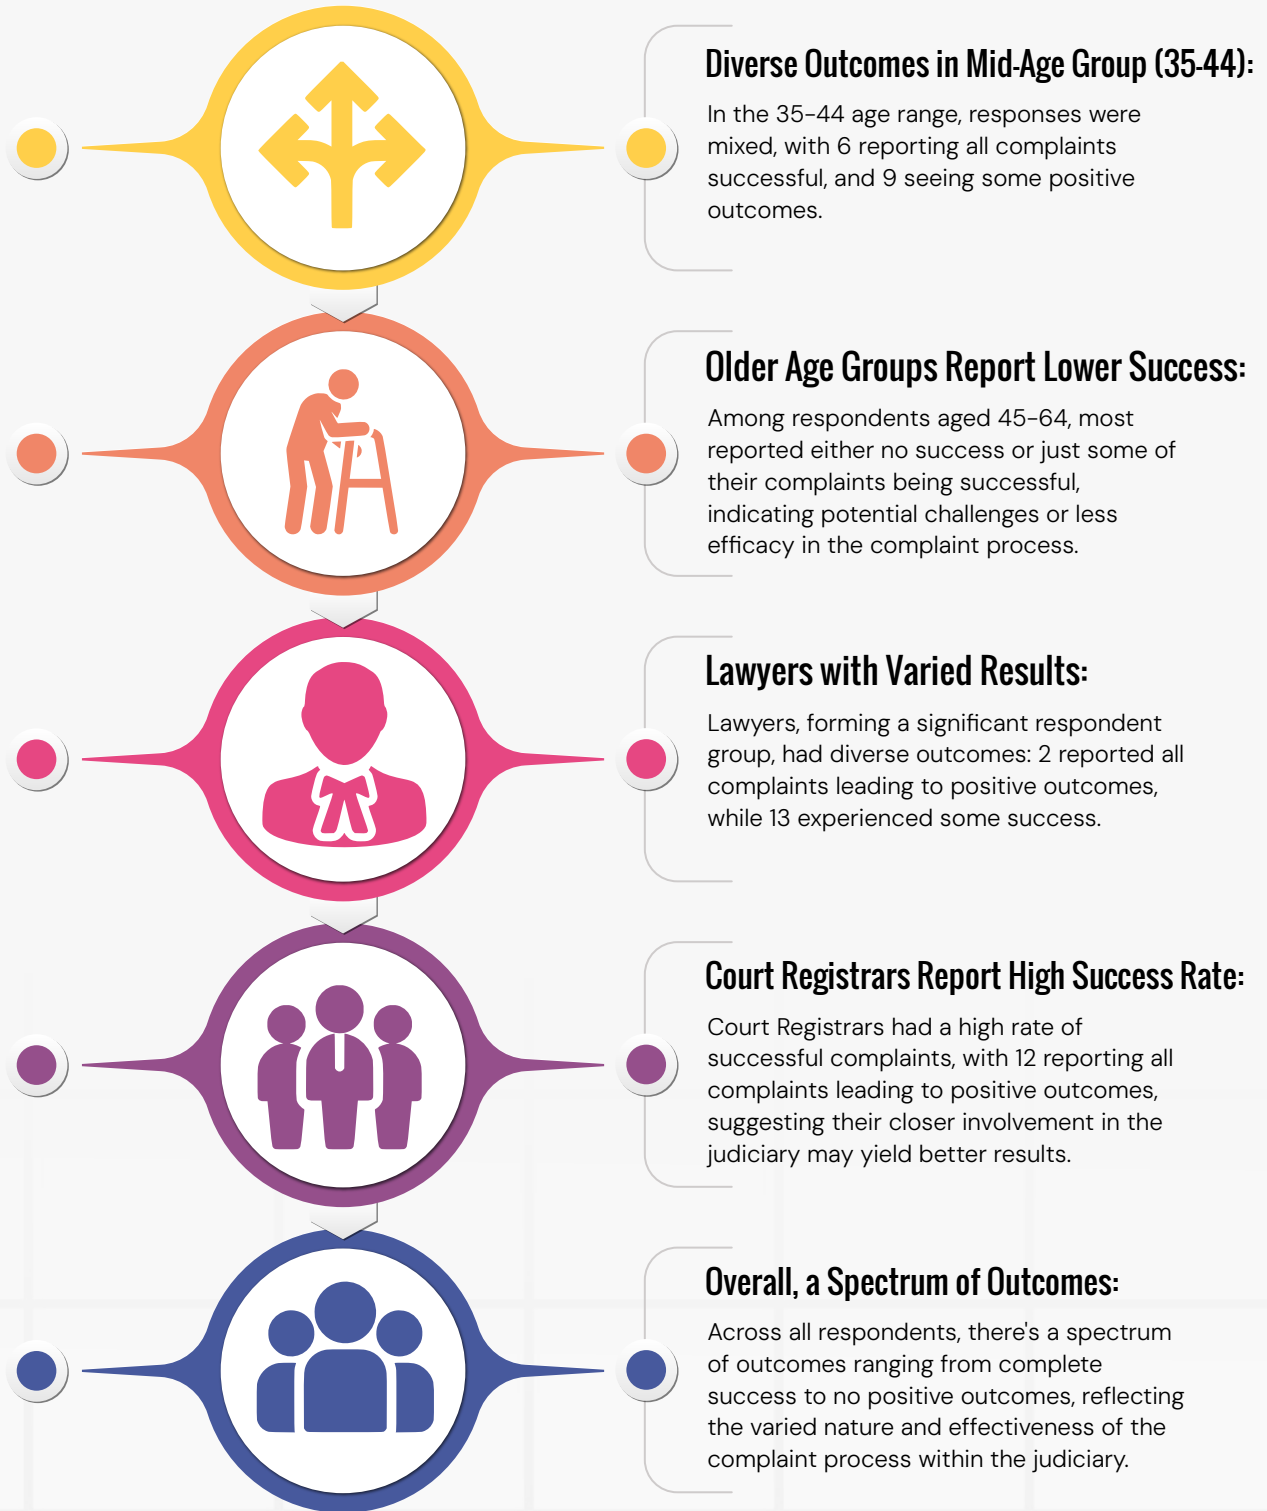 Diverse Outcomes in Mid-Age Group (35-44):
In the 35-44 age range, responses were
mixed, with 6 reporting all complaints
successful, and 9 seeing some positive
outcomes.
Older Age Groups Report Lower Success:
Among respondents aged 45-64, most
reported either no success or just some of
their complaints being successful,
indicating potential challenges or less
efficacy in the complaint process.
Lawyers with Varied Results:
Lawyers, forming a significant respondent
group, had diverse outcomes: 2 reported all
complaints leading to positive outcomes,
while 13 experienced some success.
Court Registrars Report High Success Rate:
Court Registrars had a high rate of
successful complaints, with 12 reporting all
complaints leading to positive outcomes,
suggesting their closer involvement in the
judiciary may yield better results.
Overall, a Spectrum of Outcomes:
Across all respondents, there's a spectrum
of outcomes ranging from complete
success to no positive outcomes, reflecting
the varied nature and effectiveness of the
complaint process within the judiciary.